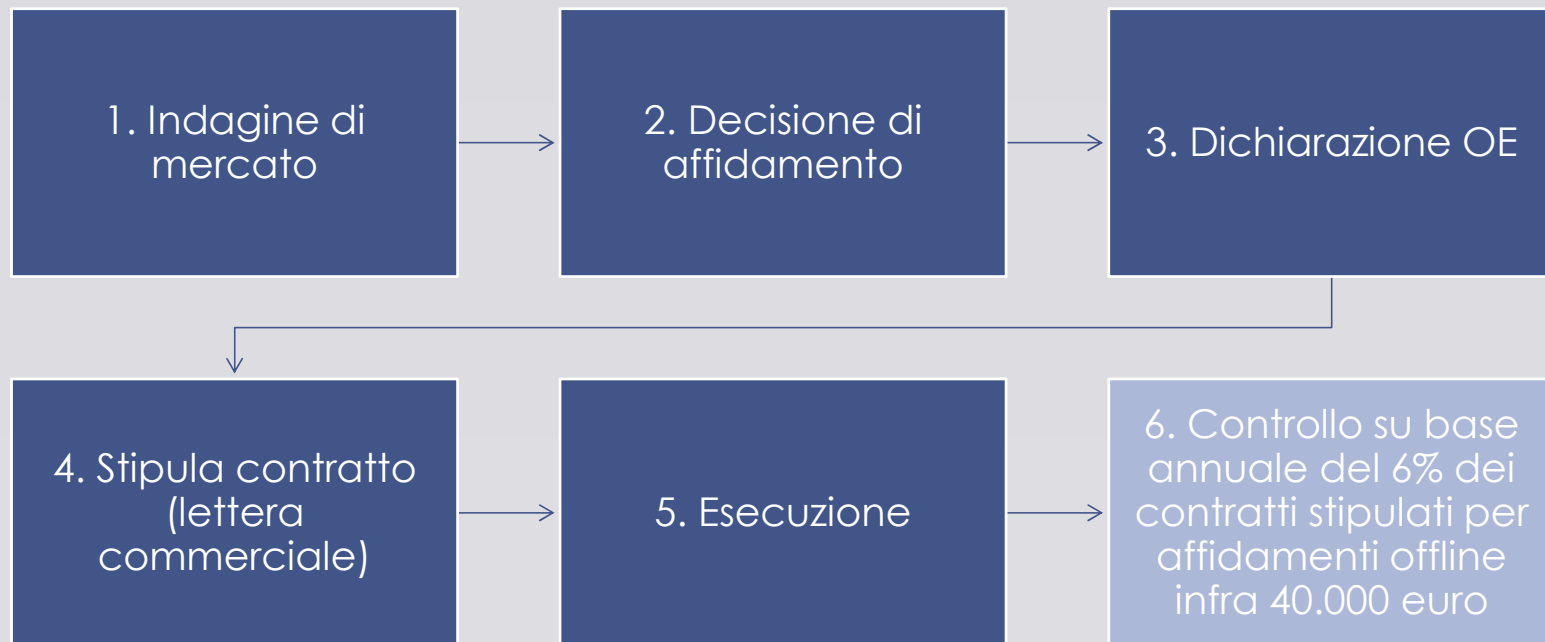 1. Indagine di
mercato
2. Decisione di
affidamento
3. Dichiarazione OE
4. Stipula contratto
(lettera
commerciale)
5. Esecuzione
6. Controllo su base
annuale del 6% dei
contratti stipulati per
affidamenti offline
infra 40.000 euro